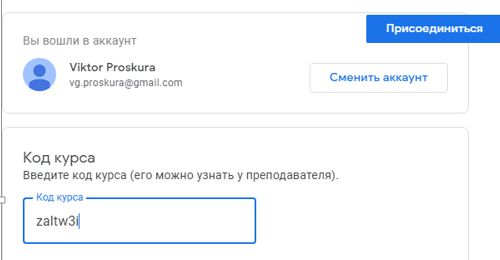 Вы вошли в аккаунт
Присоединиться
Viktor Proskura
vg.proskura@gmail.com
Сменить аккаунт
Код курса
Введите код курса (его можно узнать у преподавателя).
Код курса
zaltw3i